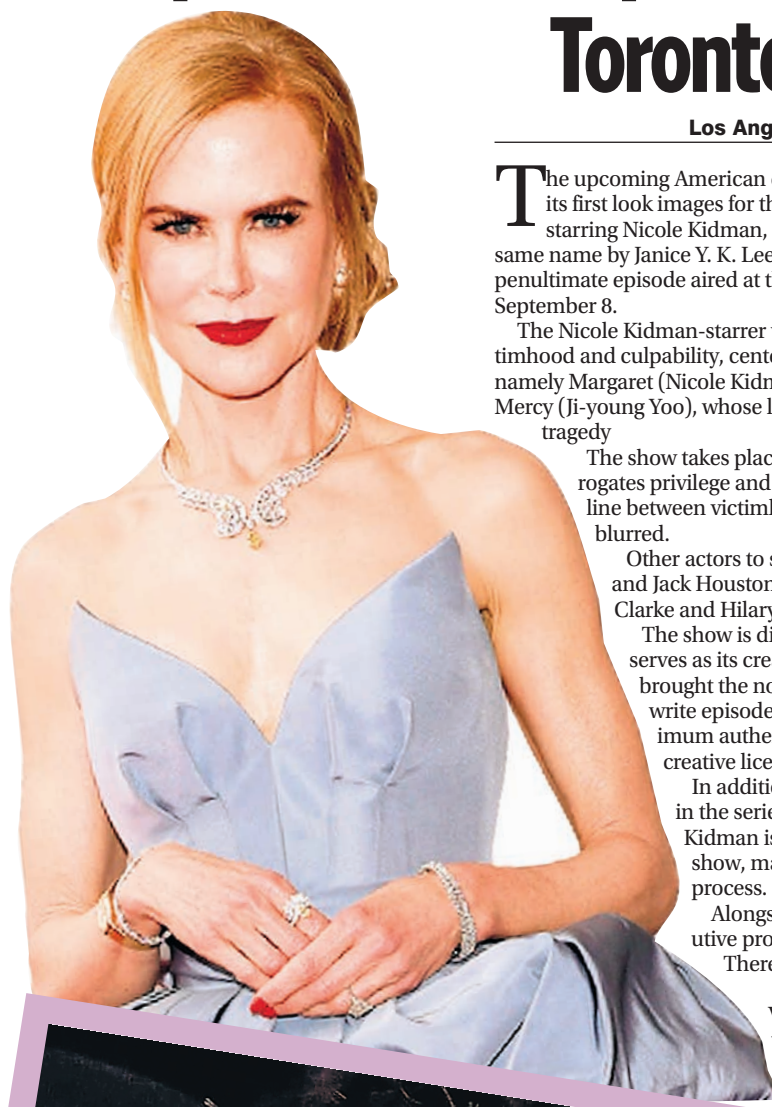 Toronto
Los Ang
The upcoming American
its first look images for th
starring Nicole Kidman,
same name by Janice Y. K. Lee
penultimate episode aired at t
September 8.
The Nicole Kidman-starrer
timhood and culpability, cente
namely Margaret (Nicole Kidm
Mercy (Ji-young Yoo), whose l
tragedy
The show takes plac
rogates privilege and
line between victiml
blurred.
Other actors to s
and Jack Houston
Clarke and Hilary
The show is di
serves as its cre
brought the no
write episode
imum authe
creative lice
In additio
in the serie
Kidman is
show, ma
process.
Alongs
utive pro
There